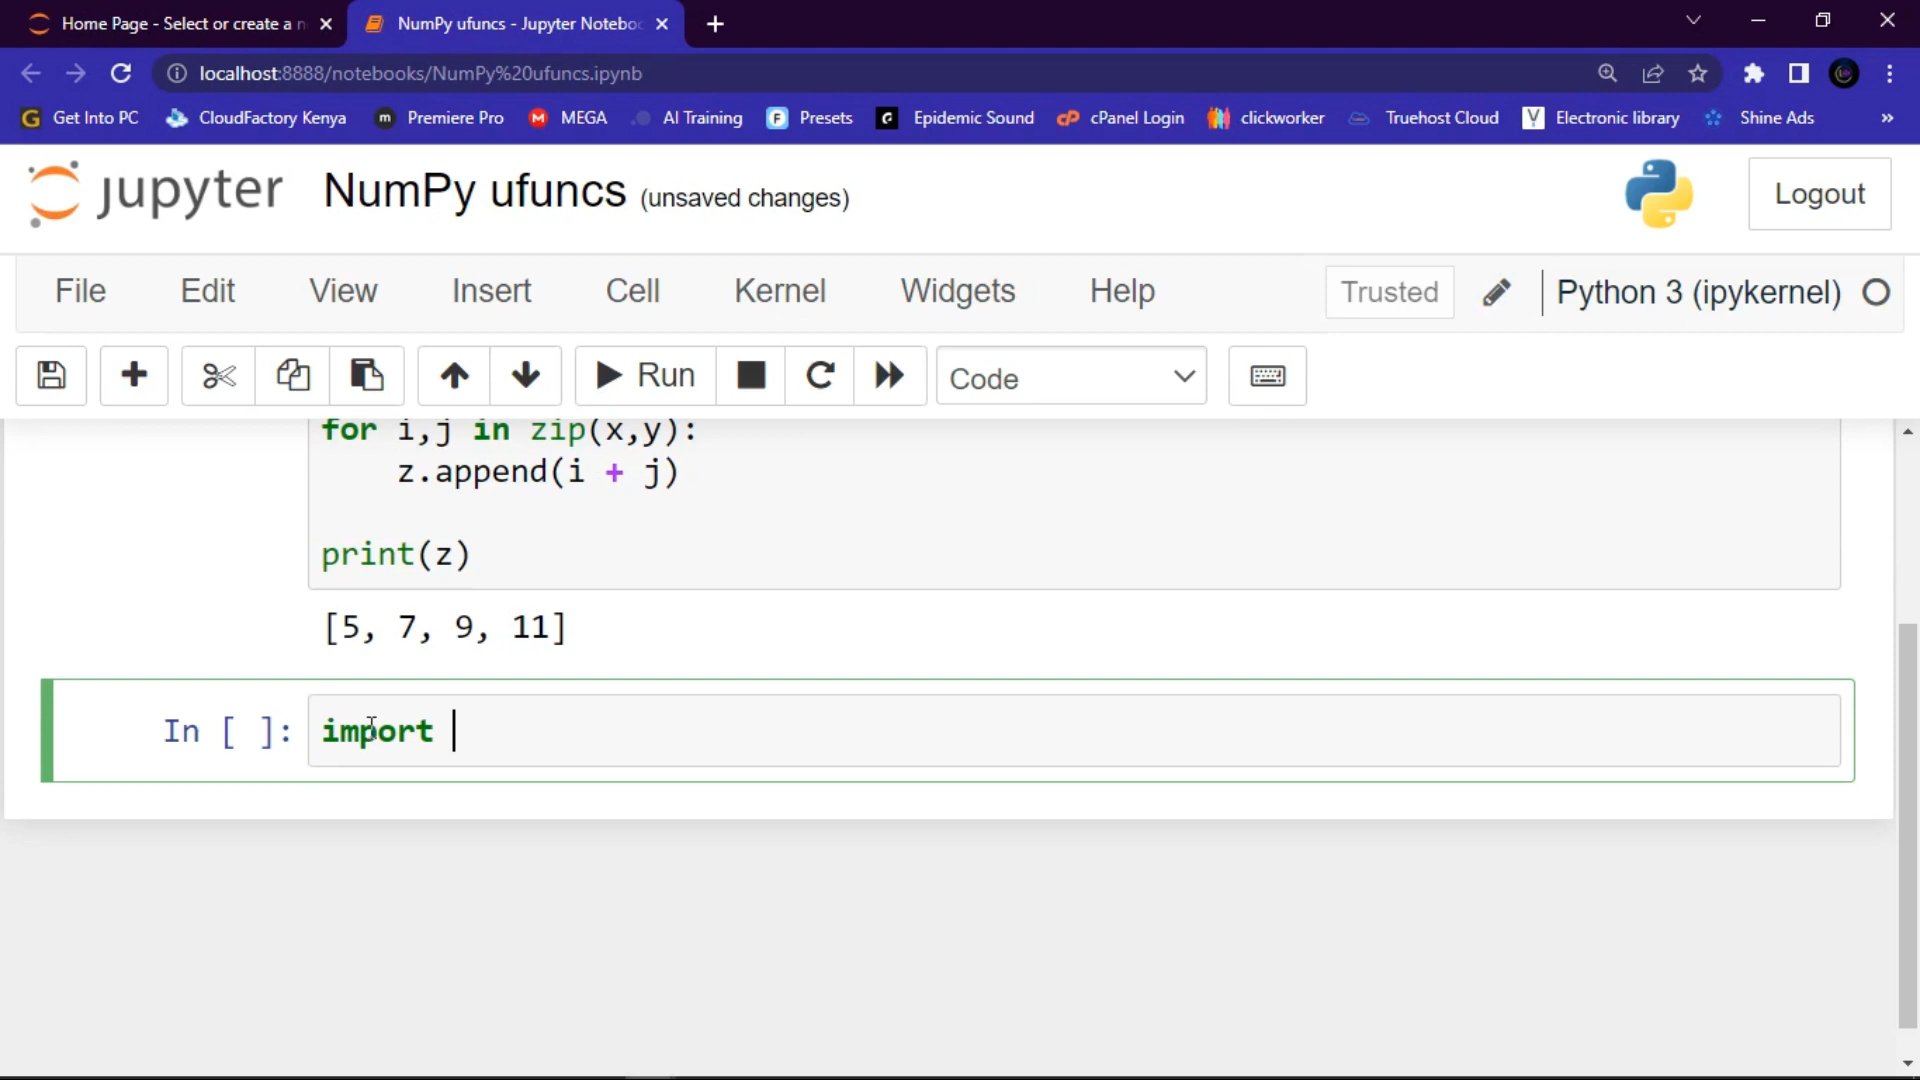 Home Page - Select or create a n
NumPy ufuncs - Jupyter Notebo
localhost:8888/notebooks/NumPy%20ufuncs.ipynb
Get Into PC
CloudFactory Kenya
m Premiere Pro
M MEGA
AI Training
F Presets
Epidemic Sound
cP cPanel Login
clickworker
Truehost Cloud
V Electronic library
Shine Ads
»
jupyter NumPy ufuncs (unsaved changes)
Logout
File Edit View Insert Cell Kernel Widgets Help
Trusted Python 3 (ipykernel)
Run Code
for i,j in zip(x,y):
z.append(i + j)
print(z)
[5, 7, 9, 11]
In [ ]: import